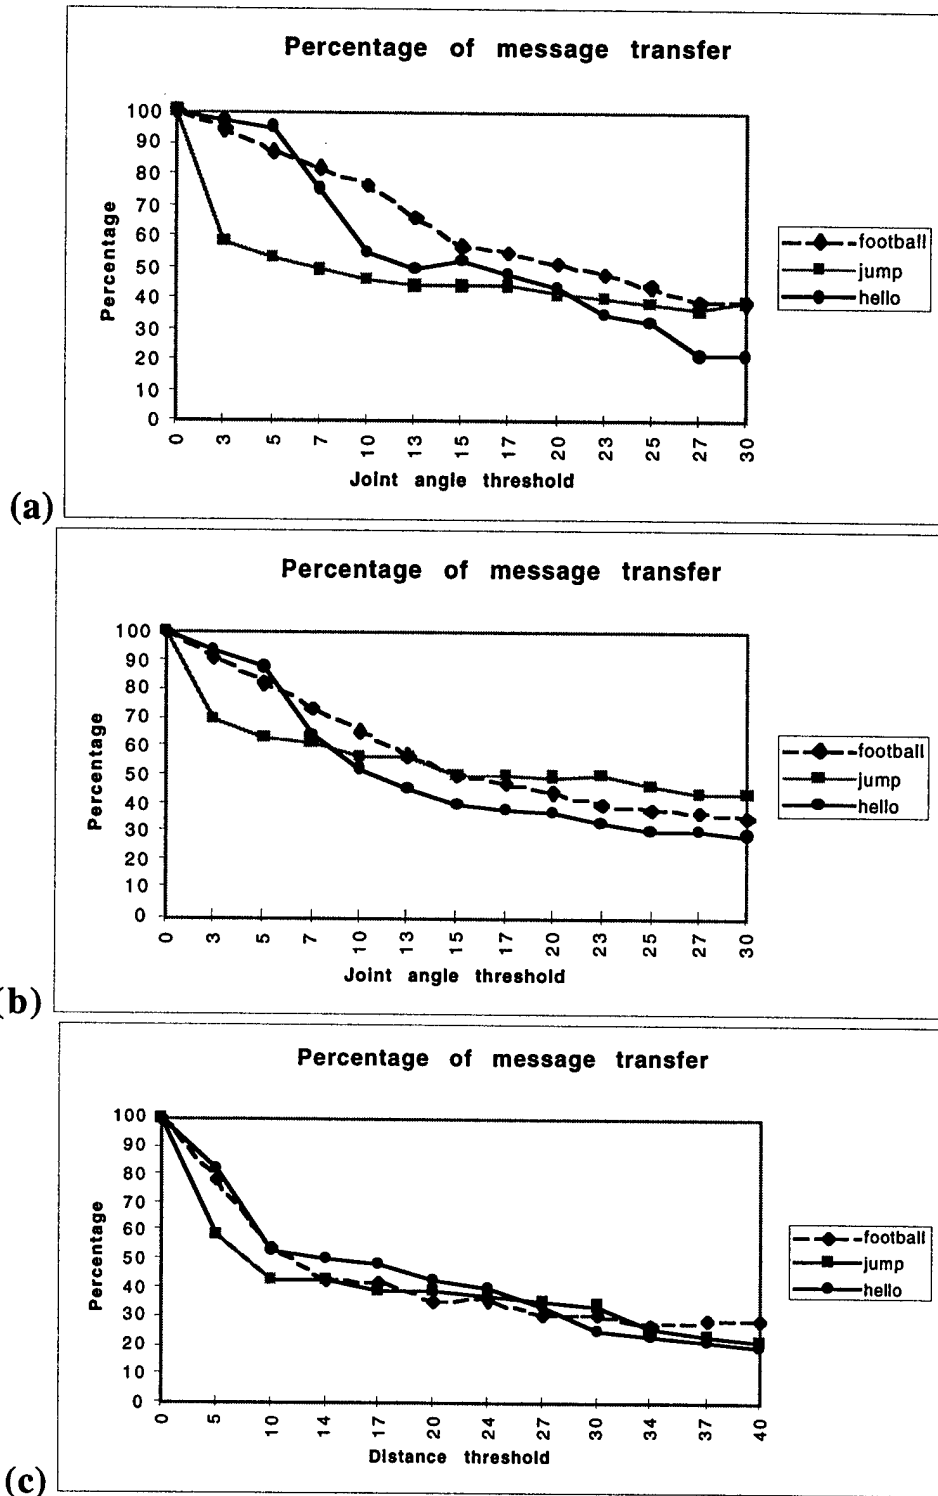 Percentage of message transfer
100
90
80
70
60
50
40
30
20
10
0
Percentage
0 3 5 7 10 13 15 17 20 23 25 27 30
Joint angle threshold
football
jump
hello
(a)
Percentage of message transfer
100
90
80
70
60
50
40
30
20
10
0
Percentage
0 3 5 7 10 13 15 17 20 23 25 27 30
Joint angle threshold
football
jump
hello
(b)
Percentage of message transfer
100
90
80
70
60
50
40
30
20
10
0
Percentage
0 5 10 14 17 20 24 27 30 34 37 40
Distance threshold
football
jump
hello
(c)